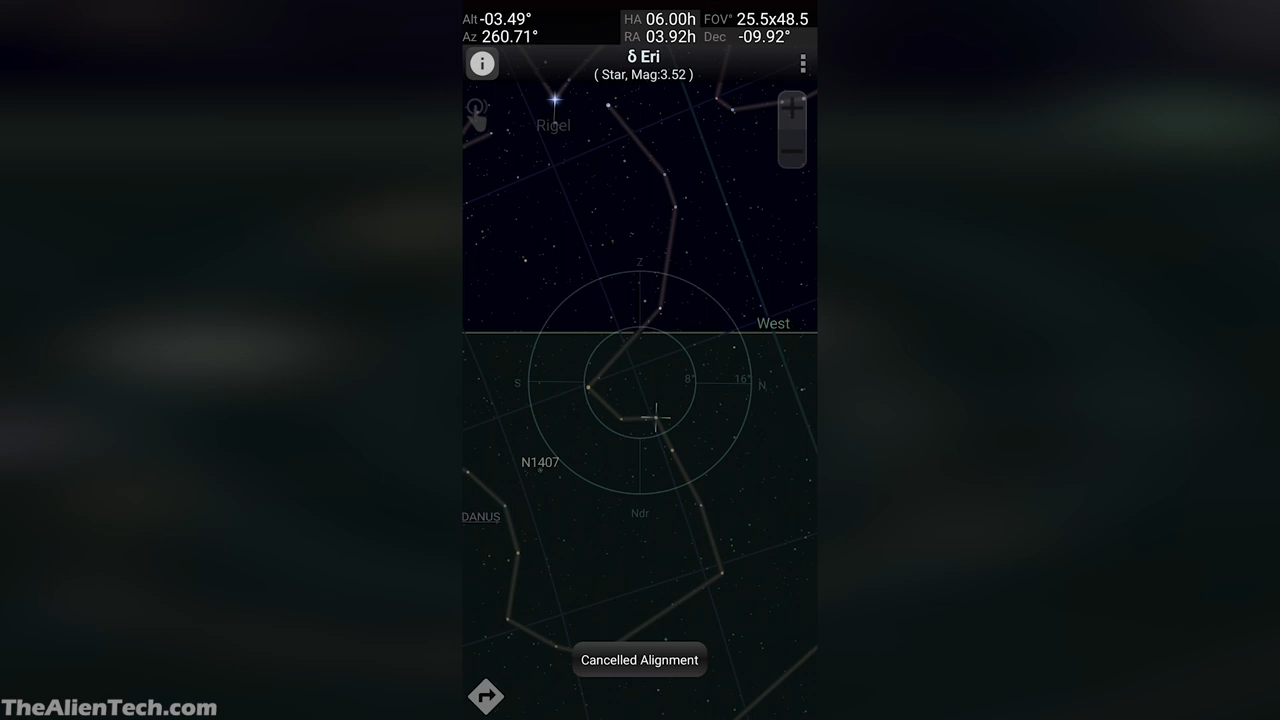 Alt -03.49° HA 06.00h FOV° 25.5x48.5
Az 260.71° RA 03.92h Dec -09.92°
i
δ Eri
( Star, Mag:3.52 )
Rigel
Z
West
S 8° 16° N
N1407
Ndr
DANUS
Cancelled Alignment
TheAlienTech.com